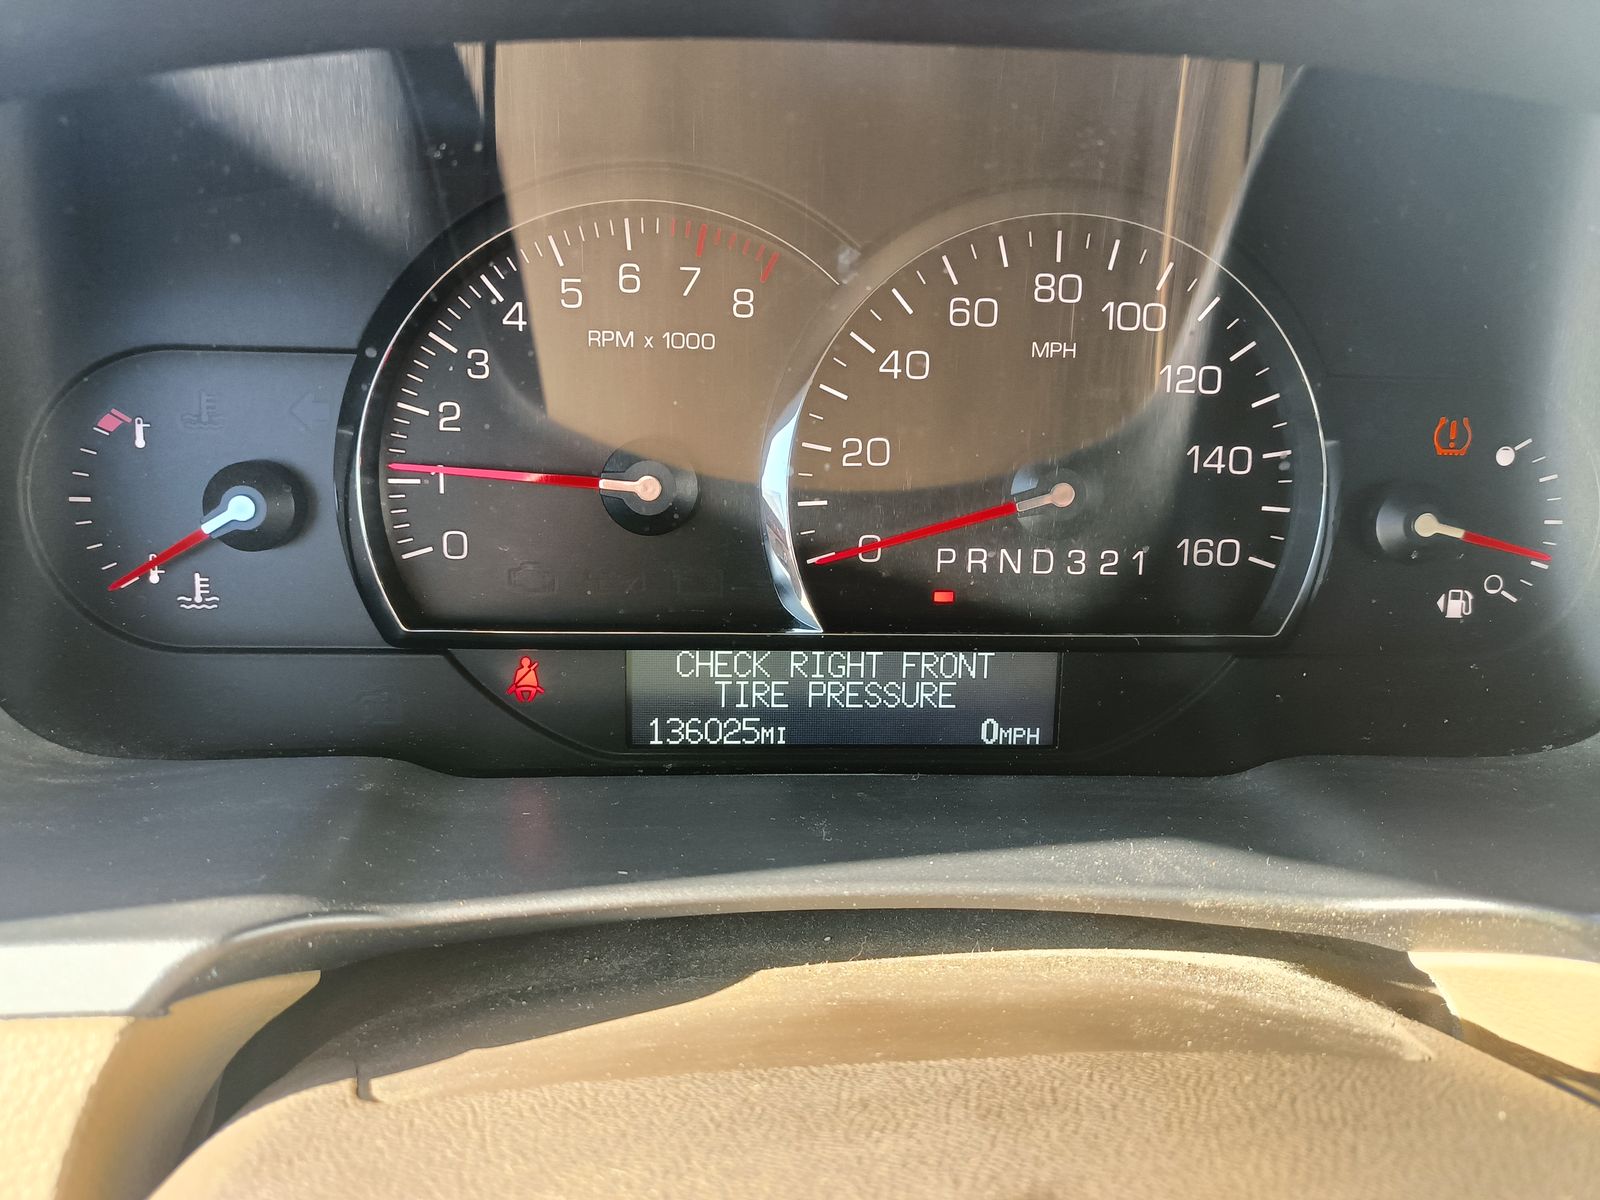 0 1 2 3 4 5 6 7 8
RPM x 1000
0 20 40 60 80 100 120 140 160
MPH
PRND321
CHECK RIGHT FRONT
TIRE PRESSURE
136025MI 0MPH